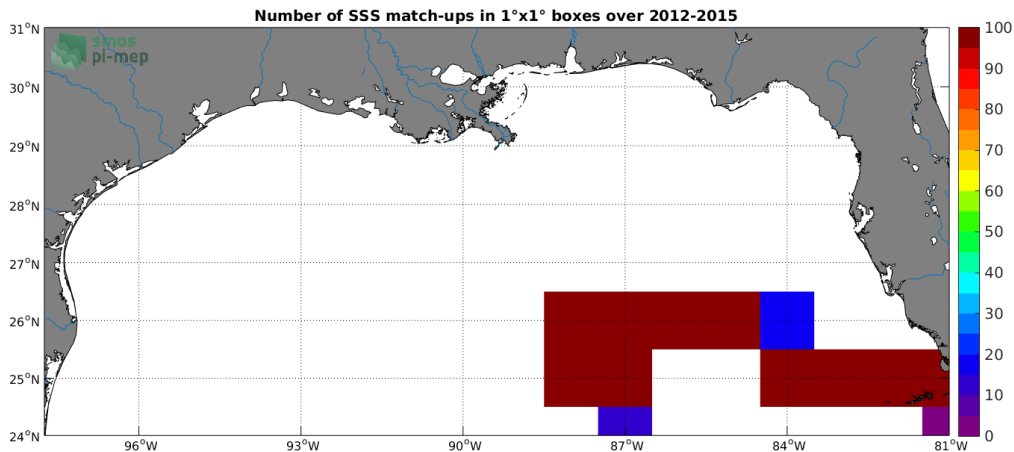 Number of SSS match-ups in 1°x1° boxes over 2012-2015
smos
pi-mep
31°N
30°N
29°N
28°N
27°N
26°N
25°N
24°N
96°W
93°W
90°W
87°W
84°W
81°W
100
90
80
70
60
50
40
30
20
10
0